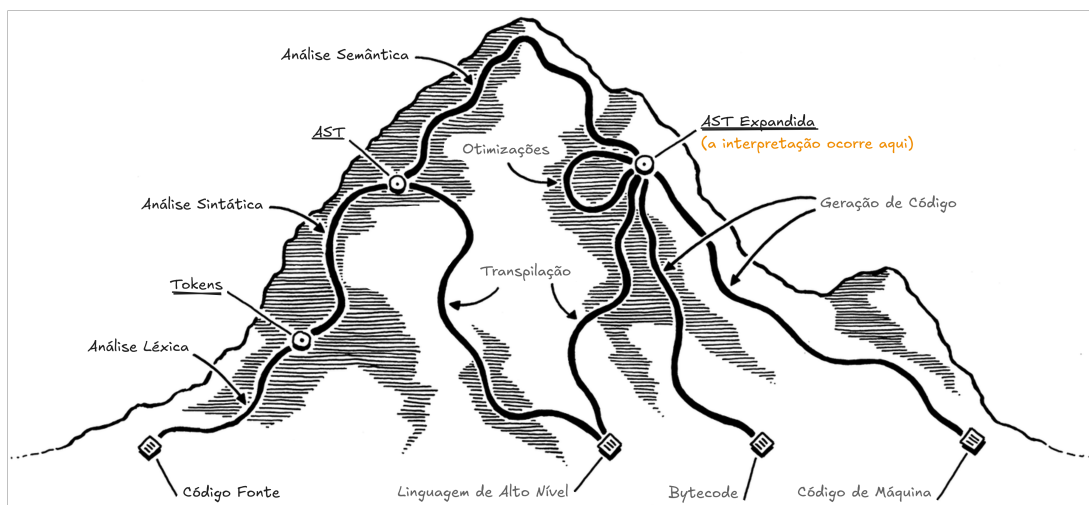 Análise Semântica
AST
AST Expandida
(a interpretação ocorre aqui)
Otimizações
Análise Sintática
Geração de Código
Transpilação
Tokens
Análise Léxica
Código Fonte
Linguagem de Alto Nível
Bytecode
Código de Máquina